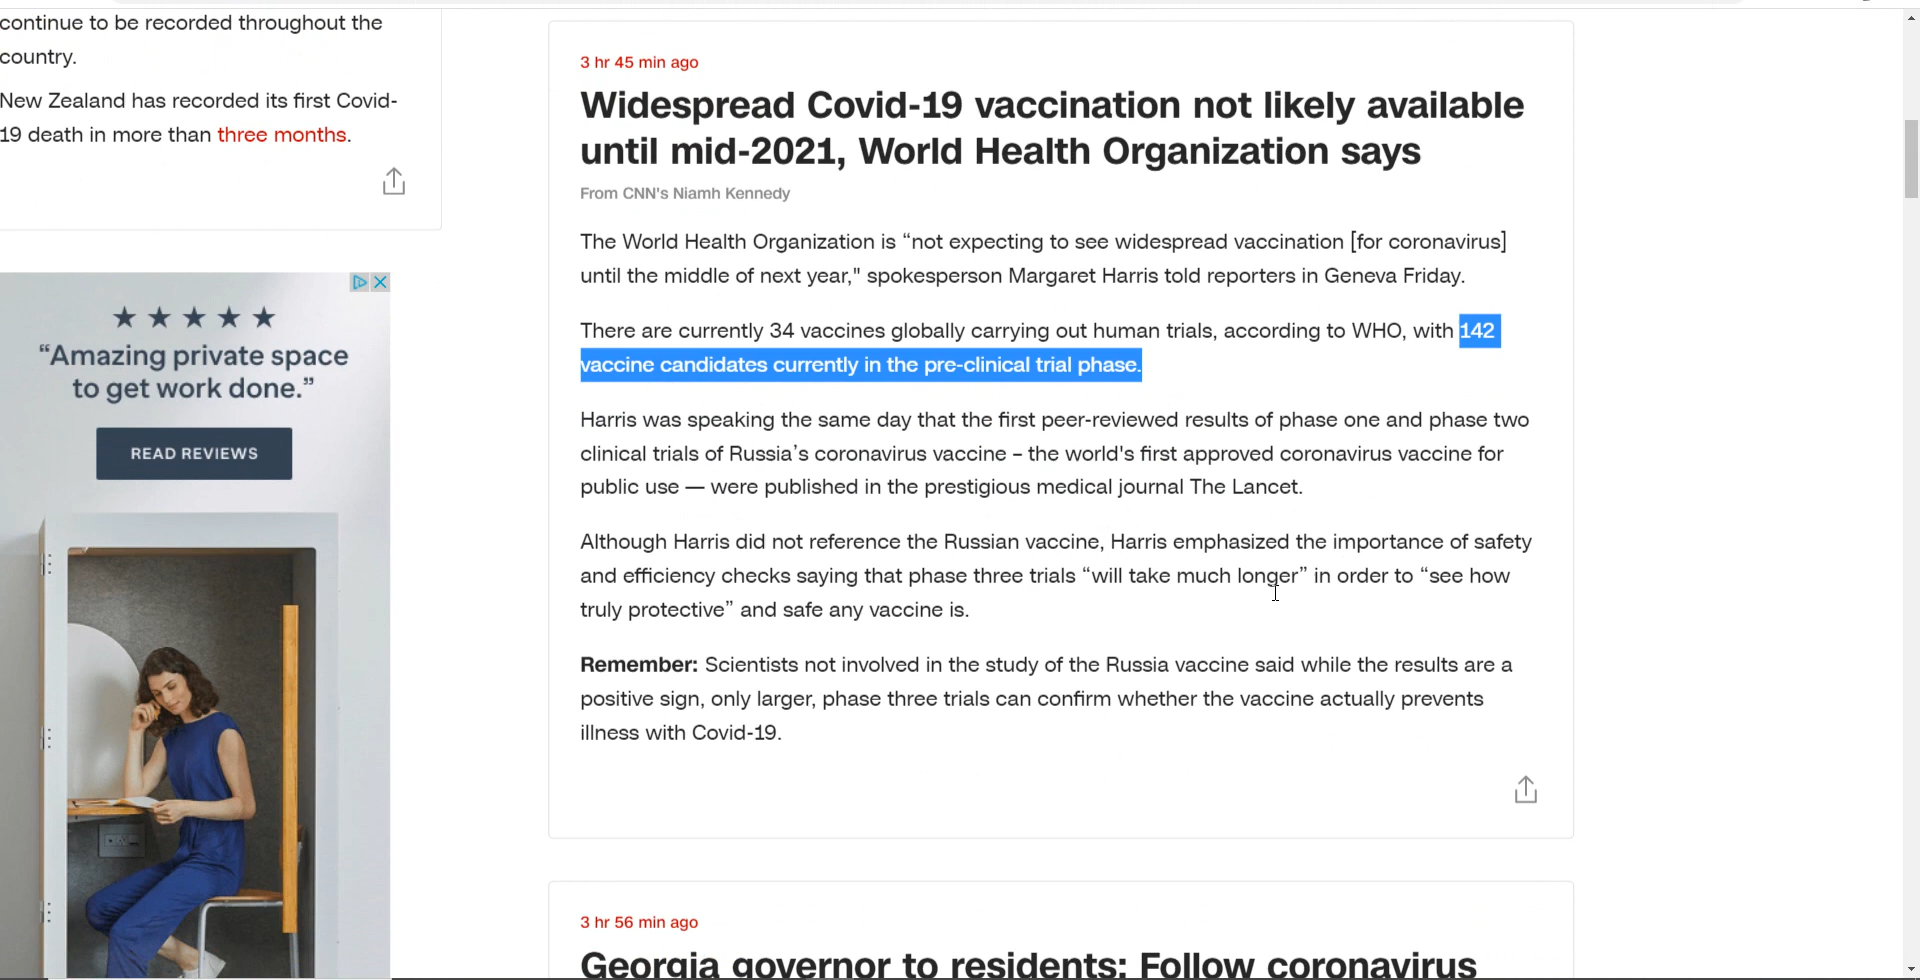 continue to be recorded throughout the
country.
New Zealand has recorded its first Covid-
19 death in more than three months.
★ ★ ★ ★ ★
“Amazing private space
to get work done.”
READ REVIEWS
3 hr 45 min ago
Widespread Covid-19 vaccination not likely available
until mid-2021, World Health Organization says
From CNN's Niamh Kennedy
The World Health Organization is “not expecting to see widespread vaccination [for coronavirus]
until the middle of next year," spokesperson Margaret Harris told reporters in Geneva Friday.
There are currently 34 vaccines globally carrying out human trials, according to WHO, with 142
vaccine candidates currently in the pre-clinical trial phase.
Harris was speaking the same day that the first peer-reviewed results of phase one and phase two
clinical trials of Russia’s coronavirus vaccine – the world's first approved coronavirus vaccine for
public use — were published in the prestigious medical journal The Lancet.
Although Harris did not reference the Russian vaccine, Harris emphasized the importance of safety
and efficiency checks saying that phase three trials “will take much longer” in order to “see how
truly protective” and safe any vaccine is.
Remember: Scientists not involved in the study of the Russia vaccine said while the results are a
positive sign, only larger, phase three trials can confirm whether the vaccine actually prevents
illness with Covid-19.
3 hr 56 min ago
Georgia governor to residents: Follow coronavirus